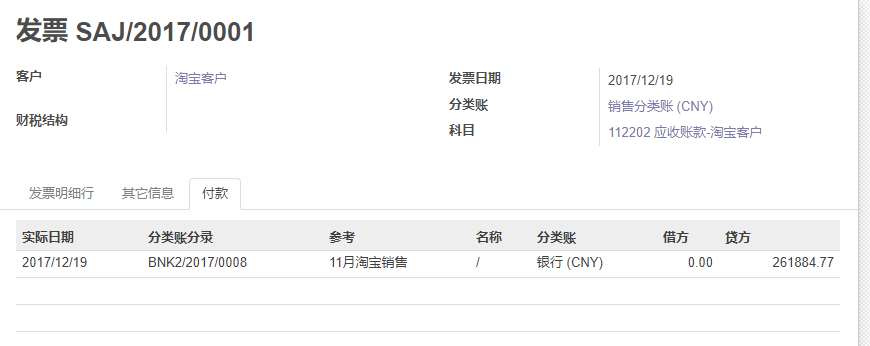 发票 SAJ/2017/0001
客户 淘宝客户
财税结构
发票日期 2017/12/19
分类账 销售分类账 (CNY)
科目 112202 应收账款-淘宝客户
发票明细行 其它信息 付款
实际日期 分类账分录 参考 名称 分类账 借方 贷方
2017/12/19 BNK2/2017/0008 11月淘宝销售 / 银行 (CNY) 0.00 261884.77